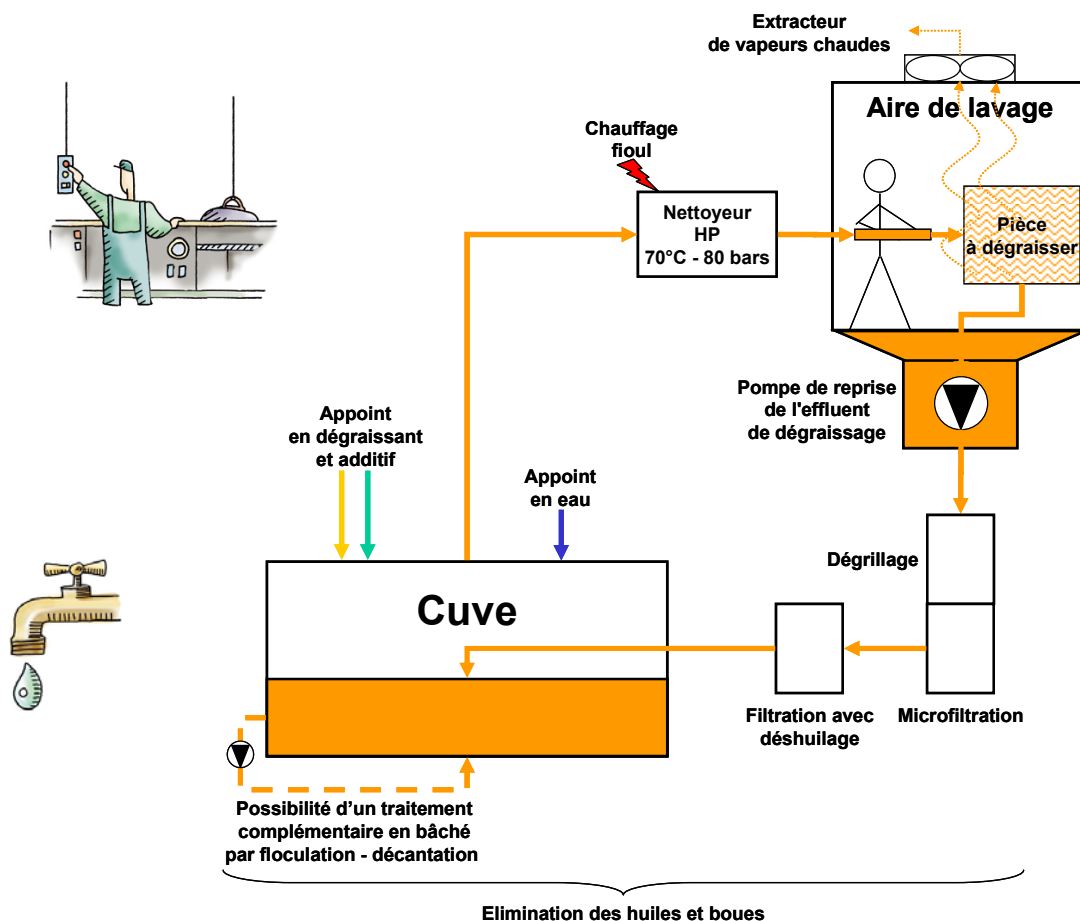 Extracteur
de vapeurs chaudes
Aire de lavage
Chauffage
fioul
Nettoyeur
HP
70°C - 80 bars
Pièce
à dégraisser
Pompe de reprise
de l'effluent
de dégraissage
Appoint
en dégraissant
et additif
Appoint
en eau
Dégrillage
Cuve
Filtration avec
déshuilage
Microfiltration
Possibilité d’un traitement
complémentaire en bâché
par floculation - décantation
Elimination des huiles et boues